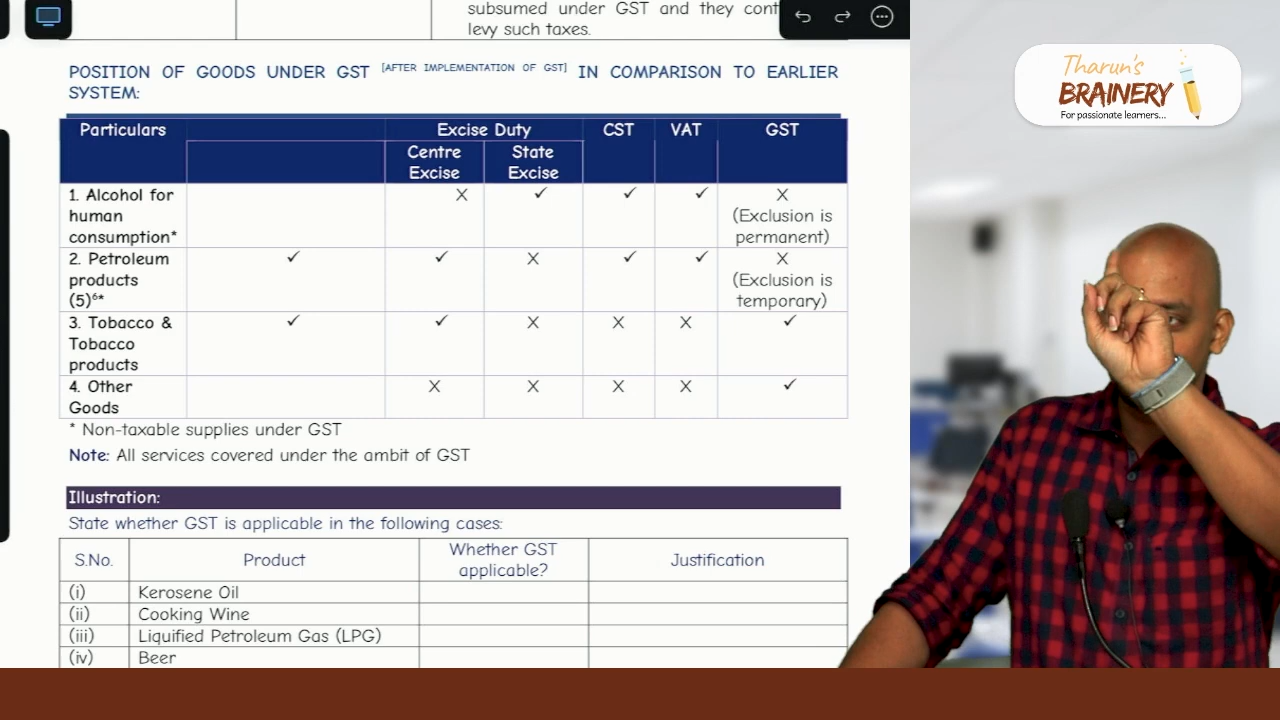 subsumed under GST and they cont
levy such taxes.
POSITION OF GOODS UNDER GST [AFTER IMPLEMENTATION OF GST] IN COMPARISON TO EARLIER
SYSTEM:
Particulars Excise Duty CST VAT GST
Centre Excise State Excise
1. Alcohol for human consumption* X ✓ ✓ ✓ X (Exclusion is permanent)
2. Petroleum products (5)⁶* ✓ ✓ X ✓ ✓ X (Exclusion is temporary)
3. Tobacco & Tobacco products ✓ ✓ X X X ✓
4. Other Goods X X X X ✓
* Non-taxable supplies under GST
Note: All services covered under the ambit of GST
Illustration:
State whether GST is applicable in the following cases:
S.No. Product Whether GST applicable? Justification
(i) Kerosene Oil
(ii) Cooking Wine
(iii) Liquified Petroleum Gas (LPG)
(iv) Beer
Tharun's
BRAINERY
For passionate learners...